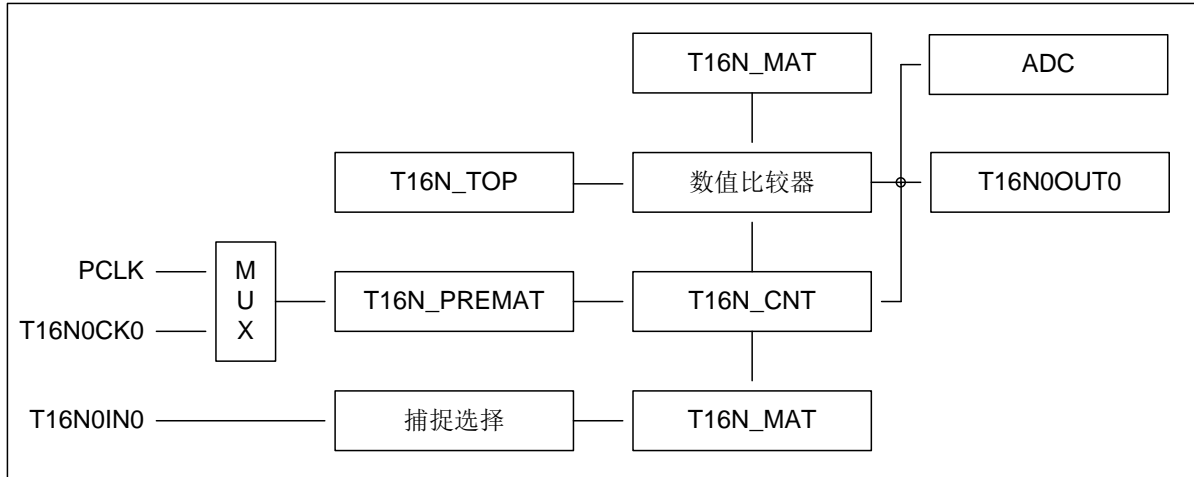 T16N_MAT
ADC
T16N_TOP
数值比较器
T16N0OUT0
PCLK
M
U
X
T16N_PREMAT
T16N_CNT
T16N0CK0
T16N0IN0
捕捉选择
T16N_MAT